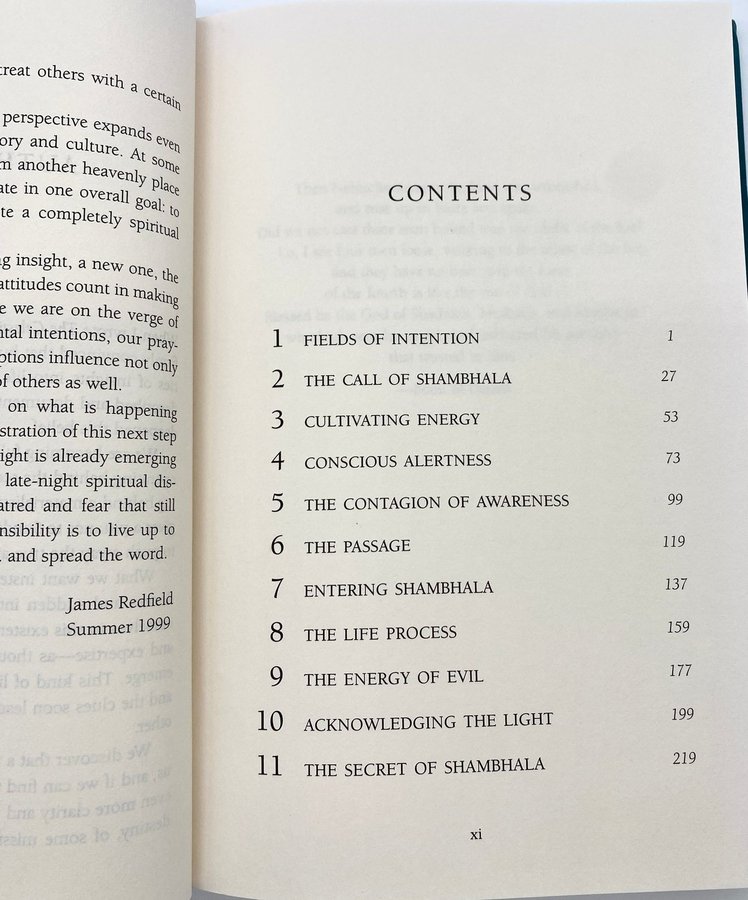 treat others with a certain
perspective expands even
ory and culture. At some
m another heavenly place
ate in one overall goal: to
te a completely spiritual
g insight, a new one, the
attitudes count in making
e we are on the verge of
ntal intentions, our pray-
ptions influence not only
of others as well.
on what is happening
stration of this next step
ight is already emerging
late-night spiritual dis-
atred and fear that still
nsibility is to live up to
. and spread the word.
James Redfield
Summer 1999
CONTENTS
1 FIELDS OF INTENTION 1
2 THE CALL OF SHAMBHALA 27
3 CULTIVATING ENERGY 53
4 CONSCIOUS ALERTNESS 73
5 THE CONTAGION OF AWARENESS 99
6 THE PASSAGE 119
7 ENTERING SHAMBHALA 137
8 THE LIFE PROCESS 159
9 THE ENERGY OF EVIL 177
10 ACKNOWLEDGING THE LIGHT 199
11 THE SECRET OF SHAMBHALA 219
xi